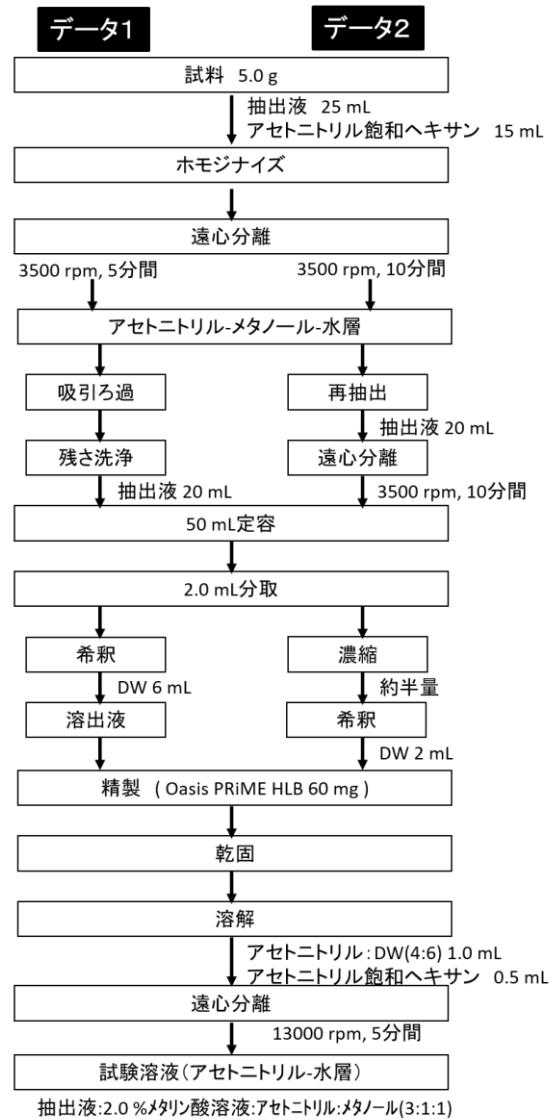 データ1 データ2
試料 5.0 g
抽出液 25 mL
アセトニトリル飽和ヘキサン 15 mL
ホモジナイズ
遠心分離
3500 rpm, 5分間 3500 rpm, 10分間
アセトニトリル-メタノール-水層
吸引ろ過 再抽出
抽出液 20 mL
残さ洗浄 遠心分離
抽出液 20 mL 3500 rpm, 10分間
50 mL定容
2.0 mL分取
希釈 濃縮
DW 6 mL 約半量
溶出液 希釈
DW 2 mL
精製 ( Oasis PRiME HLB 60 mg )
乾固
溶解
アセトニトリル:DW(4:6) 1.0 mL
アセトニトリル飽和ヘキサン 0.5 mL
遠心分離
13000 rpm, 5分間
試験溶液(アセトニトリル-水層)
抽出液:2.0 %メタリン酸溶液:アセトニトリル:メタノール(3:1:1)